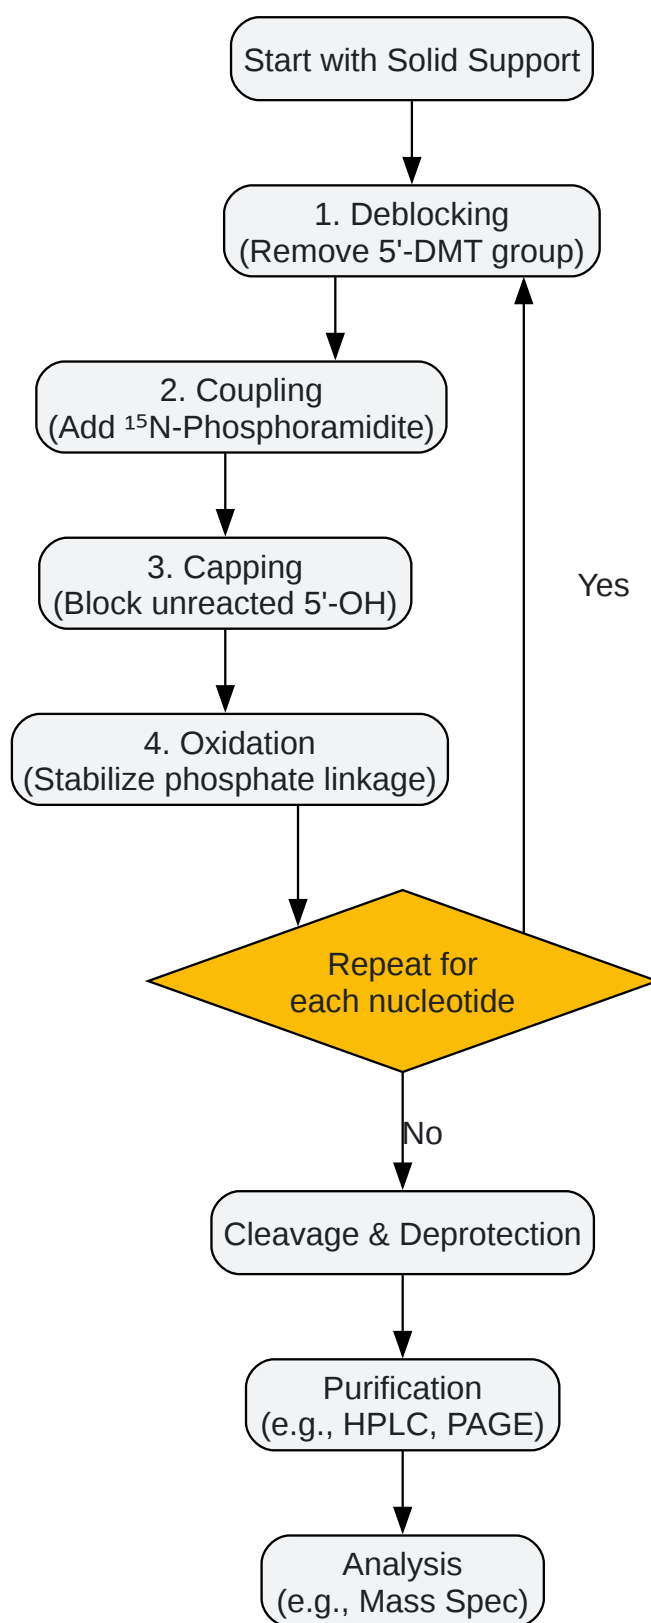 Start with Solid Support
1. Deblocking
(Remove 5'-DMT group)
2. Coupling
(Add ¹⁵N-Phosphoramidite)
3. Capping
(Block unreacted 5'-OH)
Yes
4. Oxidation
(Stabilize phosphate linkage)
Repeat for
each nucleotide
No
Cleavage & Deprotection
Purification
(e.g., HPLC, PAGE)
Analysis
(e.g., Mass Spec)